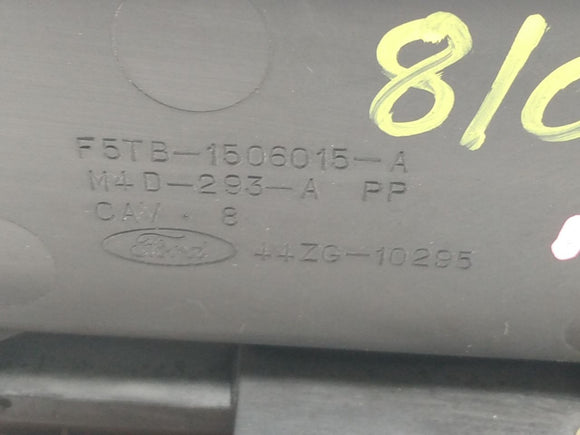 8/0
F5TB-1506015-A
M4D-293-A PP
CAV. 8
Ford 44ZG-10295